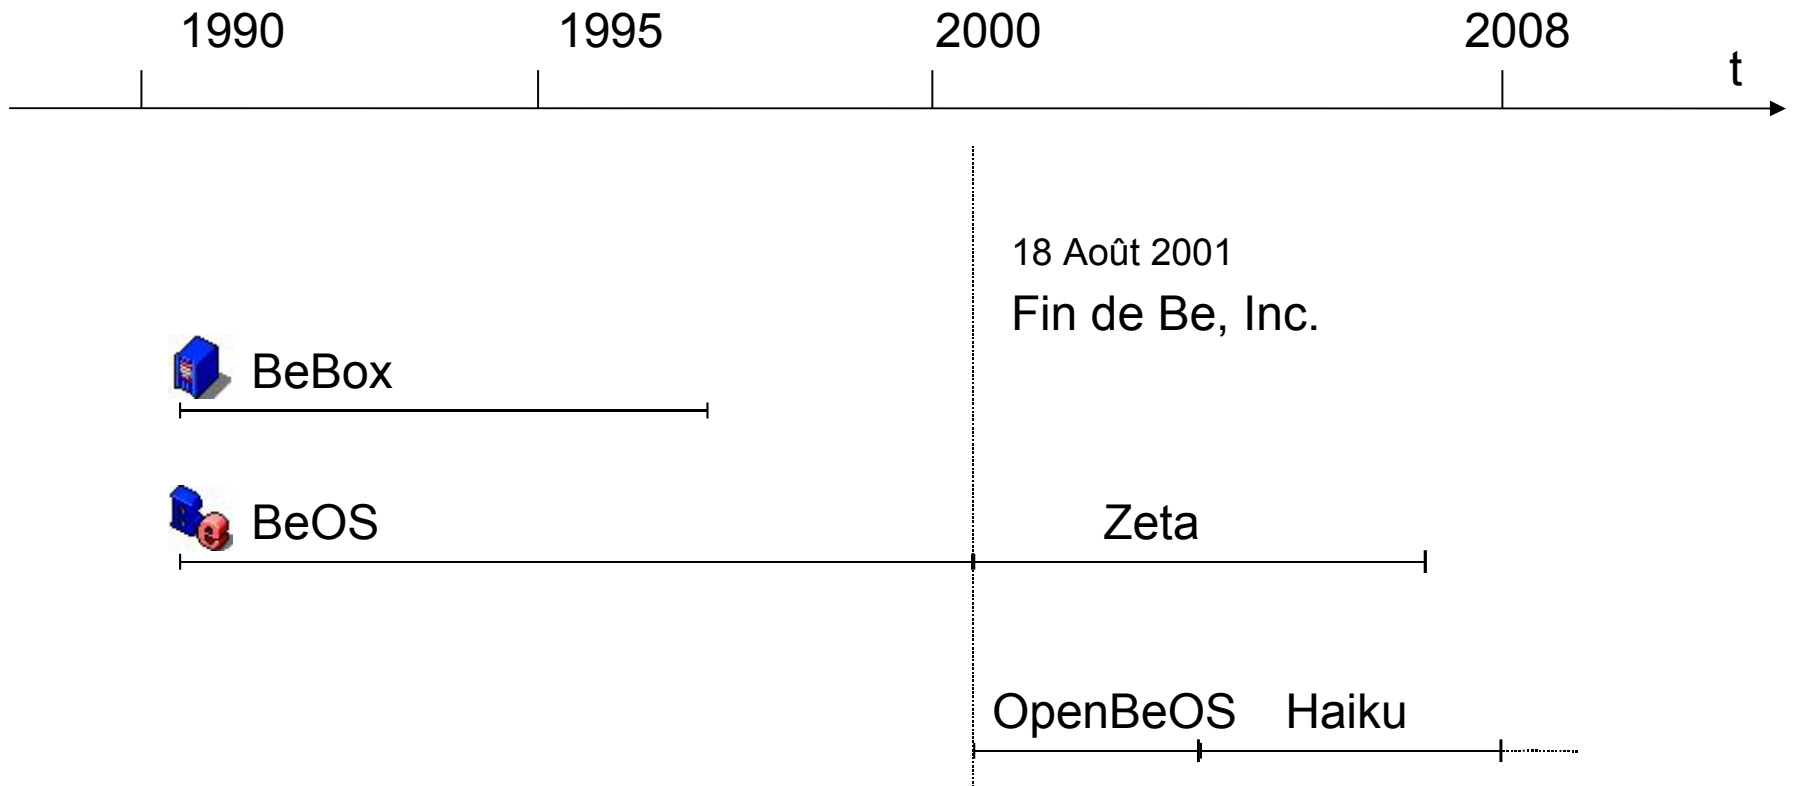 1990 1995 2000 2008
t
18 Août 2001
Fin de Be, Inc.
BeBox
BeOS Zeta
OpenBeOS Haiku